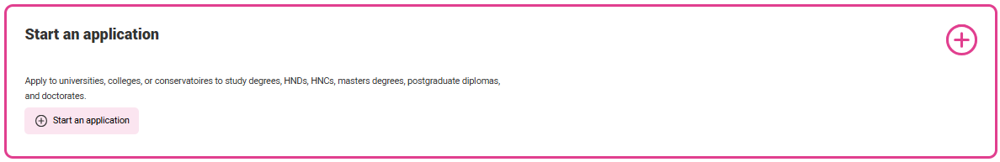 Start an application
Apply to universities, colleges, or conservatoires to study degrees, HNDs, HNCs, masters degrees, postgraduate diplomas,
and doctorates.
Start an application